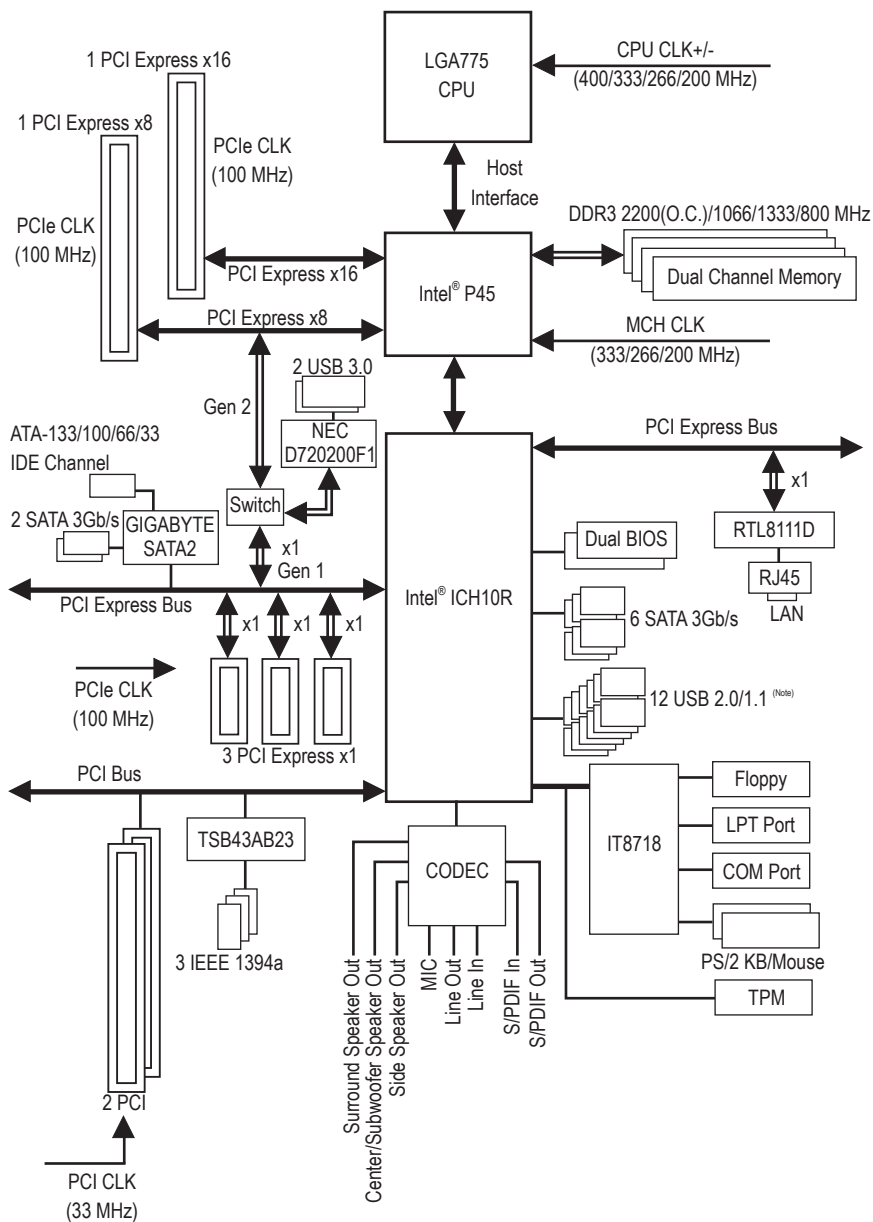 1 PCI Express x16
LGA775
CPU
CPU CLK+/-
(400/333/266/200 MHz)
1 PCI Express x8
PCIe CLK
(100 MHz)
PCIe CLK
(100 MHz)
Host
Interface
DDR3 2200(O.C.)/1066/1333/800 MHz
Dual Channel Memory
PCI Express x16
Intel® P45
PCI Express x8
MCH CLK
(333/266/200 MHz)
2 USB 3.0
Gen 2
NEC
D720200F1
ATA-133/100/66/33
IDE Channel
PCI Express Bus
x1
Switch
2 SATA 3Gb/s
GIGABYTE
SATA2
RTL8111D
Dual BIOS
x1
Gen 1
RJ45
LAN
PCI Express Bus
Intel® ICH10R
6 SATA 3Gb/s
x1
x1
x1
PCIe CLK
(100 MHz)
12 USB 2.0/1.1 (Note)
3 PCI Express x1
PCI Bus
Floppy
TSB43AB23
IT8718
LPT Port
CODEC
COM Port
3 IEEE 1394a
PS/2 KB/Mouse
TPM
Surround Speaker Out
Center/Subwoofer Speaker Out
Side Speaker Out
MIC
Line Out
Line In
S/PDIF In
S/PDIF Out
2 PCI
PCI CLK
(33 MHz)